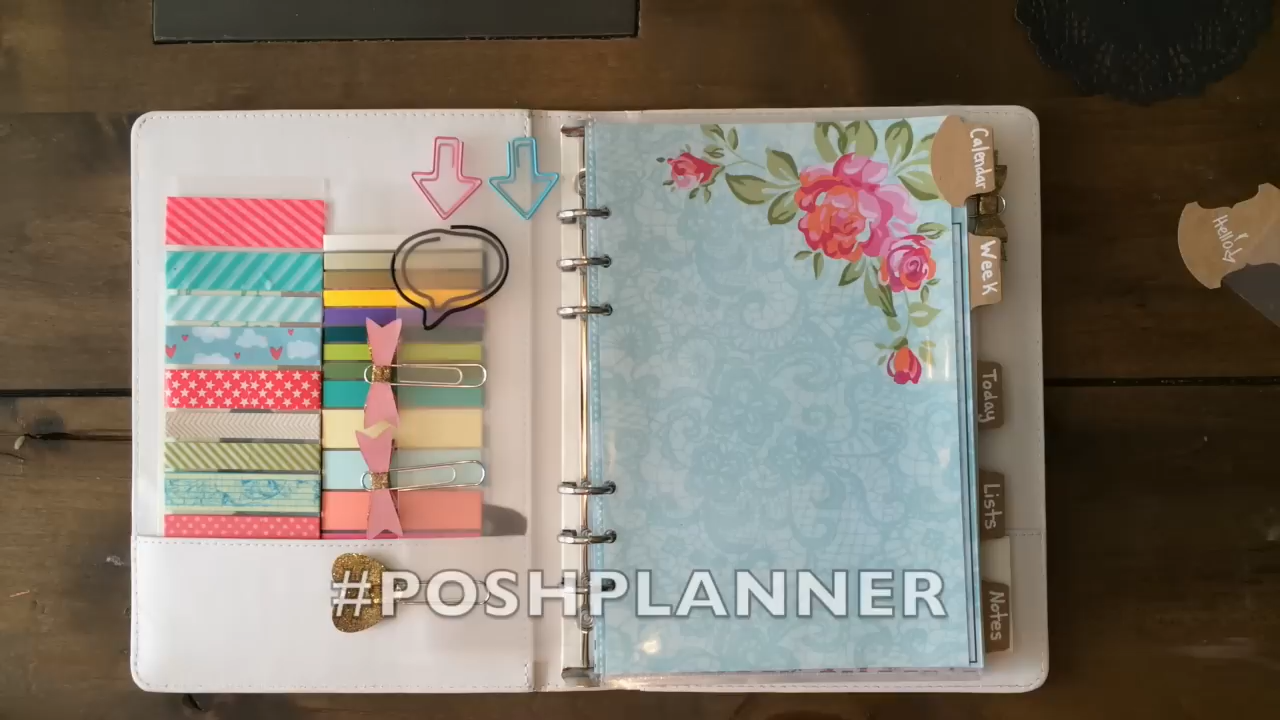 Calendar
Week
Hello
Today
Lists
#POSHPLANNER
Notes